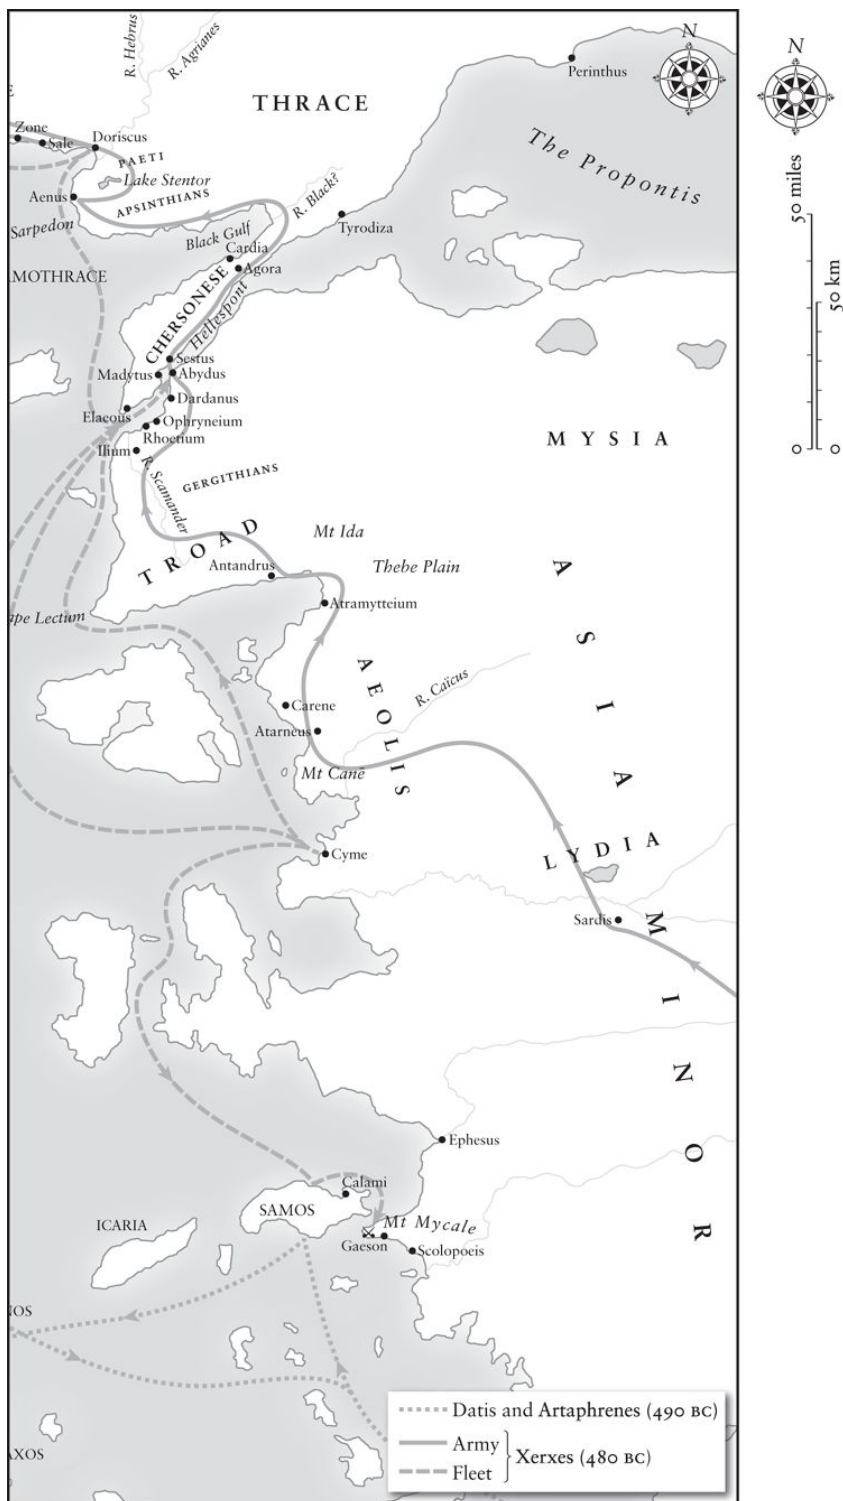 N
N
R. Hebrus
R. Agrianes
Perinthus
THRACE
E
Zone
Sale
Doriscus
PAETI
Lake Stentor
The Propontis
Aenus
APSINTHIANS
R. Black?
Sarpedon
Tyrodiza
Black Gulf
Cardia
AMOTHRACE
Agora
CHERSONESE
Hellespont
50 miles
50 km
Sestus
Madytus
Abydus
Dardanus
Elaeous
Ophryneium
Rhoetium
Ilium
MYSIA
0
0
R. Scamander
GERGITHIANS
TROAD
Mt Ida
Antandrus
Thebe Plain
Atramytteium
ape Lectum
ASIA MINOR
AEOLIS
R. Caïcus
Carene
Atarneus
Mt Cane
Cyme
LYDIA
Sardis
Ephesus
Calami
SAMOS
ICARIA
Mt Mycale
Gaeson
Scolopoeis
NOS
Datis and Artaphrenes (490 BC)
Army
Fleet
Xerxes (480 BC)
AXOS